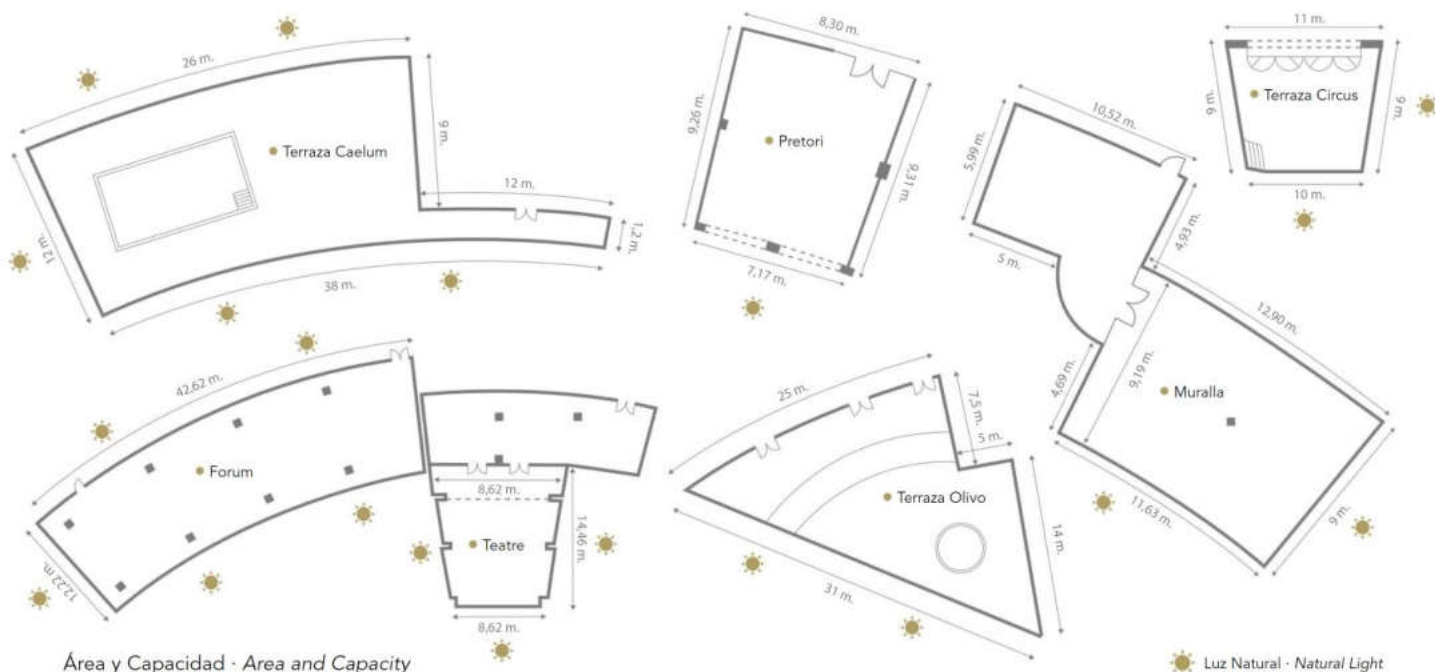 26 m.
9 m.
Terraza Caelum
12 m.
12 m.
1,2 m.
38 m.
8,30 m.
9,26 m.
Pretori
9,31 m.
7,17 m.
11 m.
9 m.
Terraza Circus
9 m.
10 m.
10,52 m.
5,99 m.
4,93 m.
5 m.
12,90 m.
9,19 m.
4,69 m.
Muralla
11,63 m.
9 m.
42,62 m.
Forum
12,22 m.
8,62 m.
14,46 m.
Teatre
8,62 m.
25 m.
7,5 m.
5 m.
Terraza Olivo
14 m.
31 m.
Área y Capacidad · Area and Capacity
Luz Natural · Natural Light